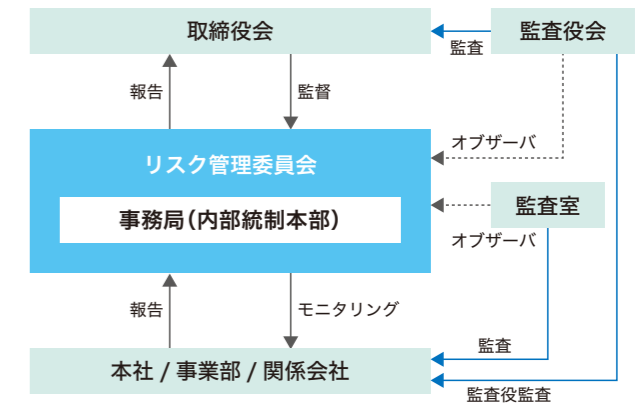 取締役会
監査役会
監査
報告
監督
オブザーバ
リスク管理委員会
事務局(内部統制本部)
監査室
オブザーバ
報告
モニタリング
監査
本社 / 事業部 / 関係会社
監査役監査